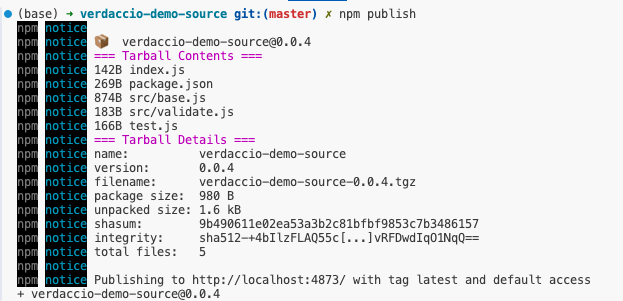 (base) ➜ verdaccio-demo-source git:(master) ✗ npm publish
npm notice
npm notice 📦 verdaccio-demo-source@0.0.4
npm notice === Tarball Contents ===
npm notice 142B index.js
npm notice 269B package.json
npm notice 874B src/base.js
npm notice 183B src/validate.js
npm notice 166B test.js
npm notice === Tarball Details ===
npm notice name: verdaccio-demo-source
npm notice version: 0.0.4
npm notice filename: verdaccio-demo-source-0.0.4.tgz
npm notice package size: 980 B
npm notice unpacked size: 1.6 kB
npm notice shasum: 9b490611e02ea53a3b2c81bfbf9853c7b3486157
npm notice integrity: sha512-+4bIlzFLAQ55c[...]vRFDwdIqO1NqQ==
npm notice total files: 5
npm notice
npm notice Publishing to http://localhost:4873/ with tag latest and default access
+ verdaccio-demo-source@0.0.4